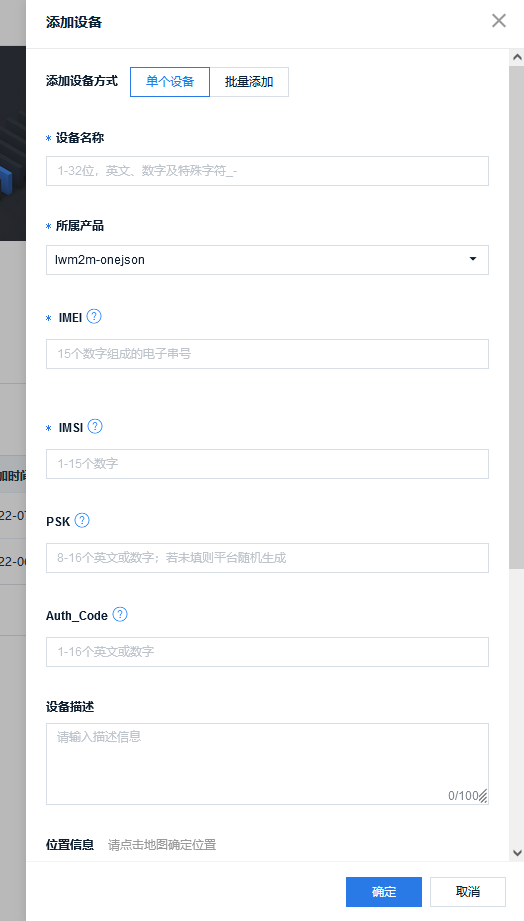 添加设备
添加设备方式 单个设备 批量添加
* 设备名称
1-32位，英文、数字及特殊字符_-
* 所属产品
lwm2m-onejson
* IMEI ?
15个数字组成的电子串号
* IMSI ?
1-15个数字
加时间
22-07
22-06
PSK ?
8-16个英文或数字；若未填则平台随机生成
Auth_Code ?
1-16个英文或数字
设备描述
请输入描述信息
0/100
位置信息 请点击地图确定位置
确定 取消